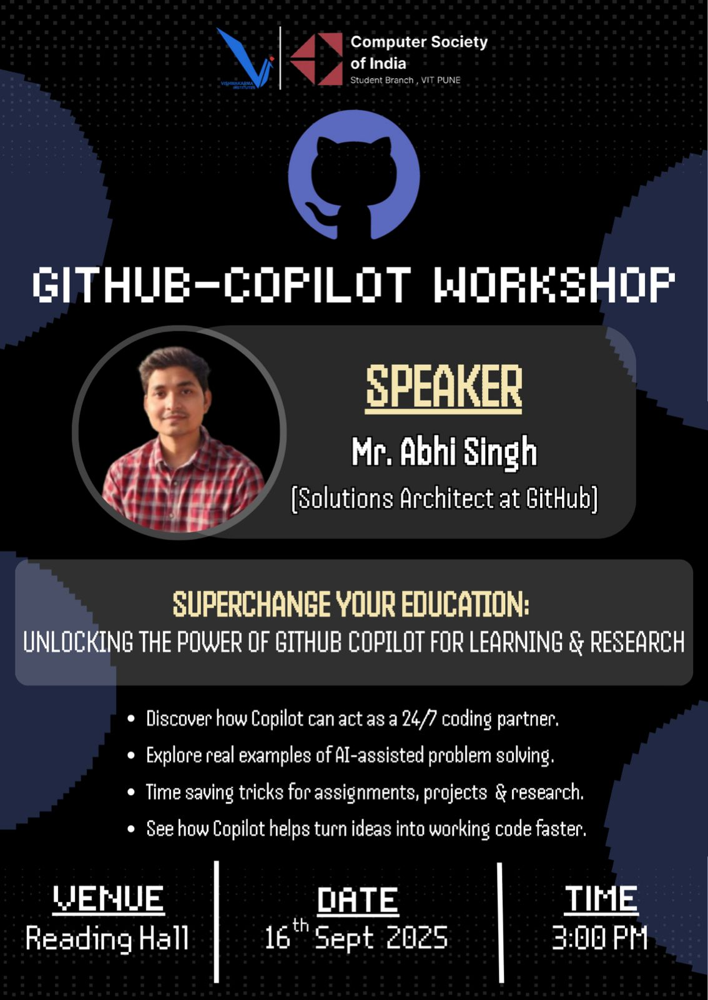 VISHWAKARMA
INSTITUTES
Computer Society
of India
Student Branch , VIT PUNE
GITHUB-COPILOT WORKSHOP
SPEAKER
Mr. Abhi Singh
(Solutions Architect at GitHub)
SUPERCHANGE YOUR EDUCATION:
UNLOCKING THE POWER OF GITHUB COPILOT FOR LEARNING & RESEARCH
• Discover how Copilot can act as a 24/7 coding partner.
• Explore real examples of AI-assisted problem solving.
• Time saving tricks for assignments, projects & research.
• See how Copilot helps turn ideas into working code faster.
VENUE
Reading Hall
DATE
16th Sept 2025
TIME
3:00 PM